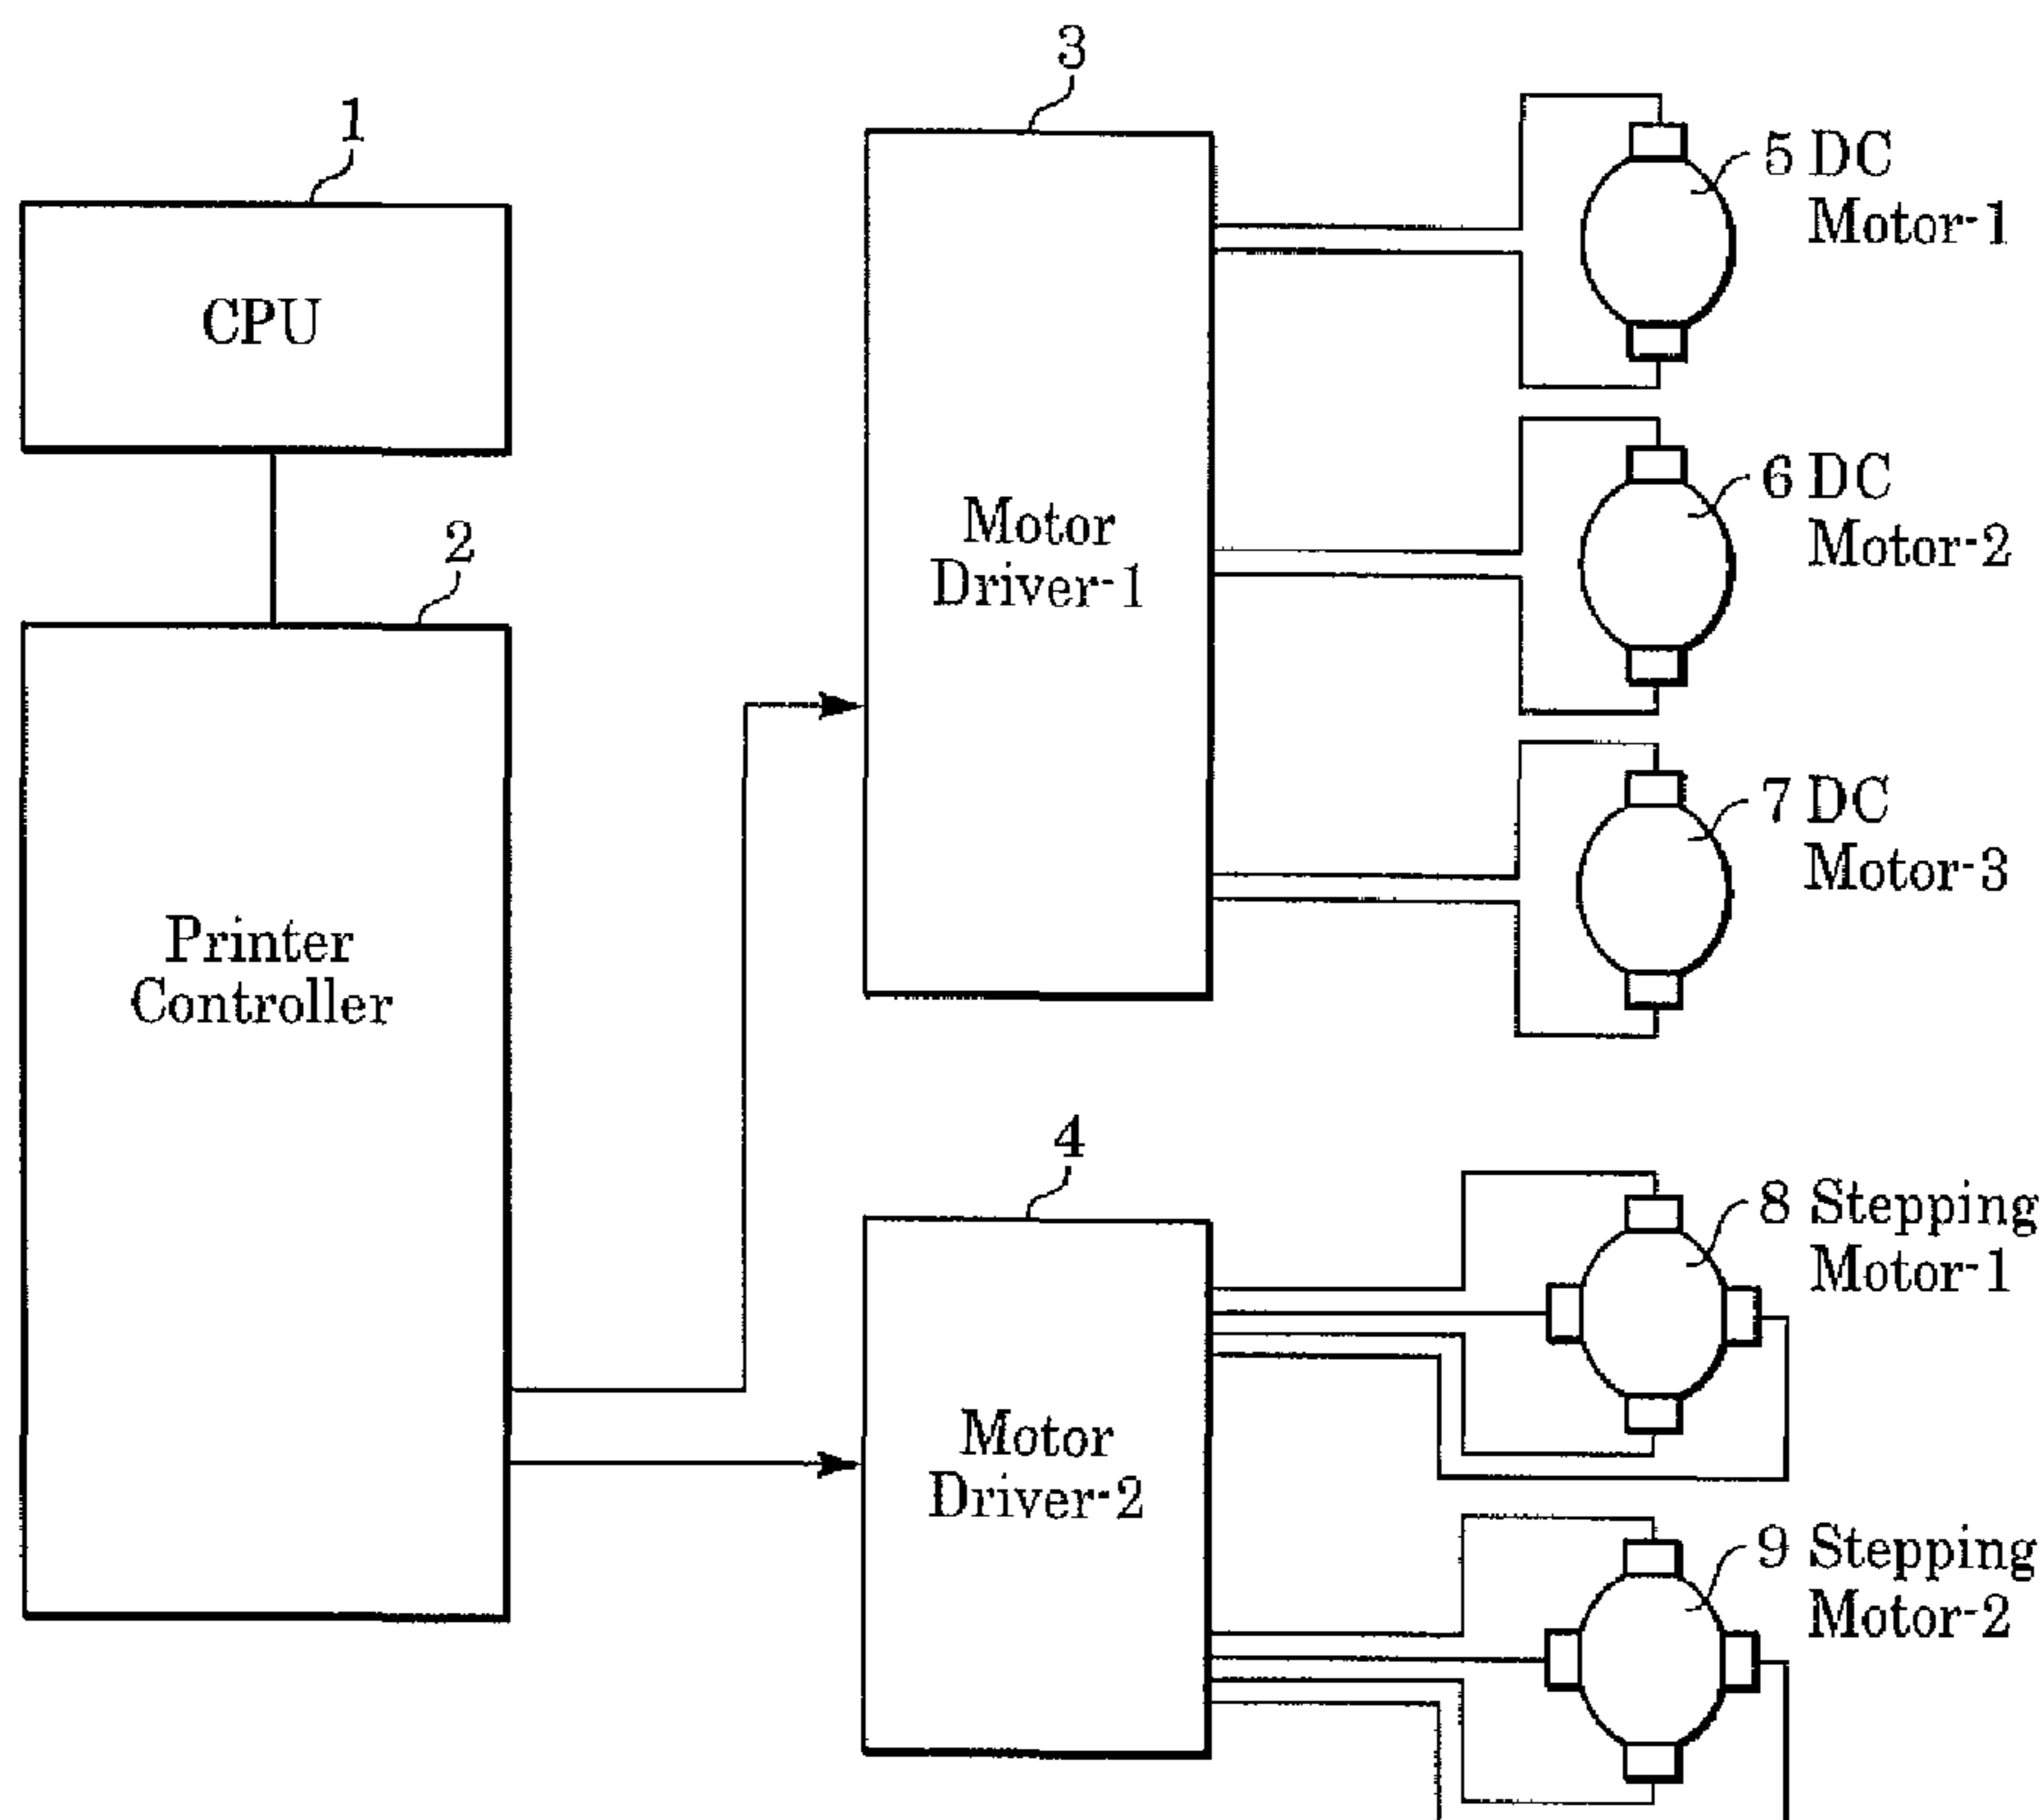 1
CPU
2
Printer
Controller
3
Motor
Driver-1
5 DC
Motor-1
6 DC
Motor-2
7 DC
Motor-3
4
Motor
Driver-2
8 Stepping
Motor-1
9 Stepping
Motor-2